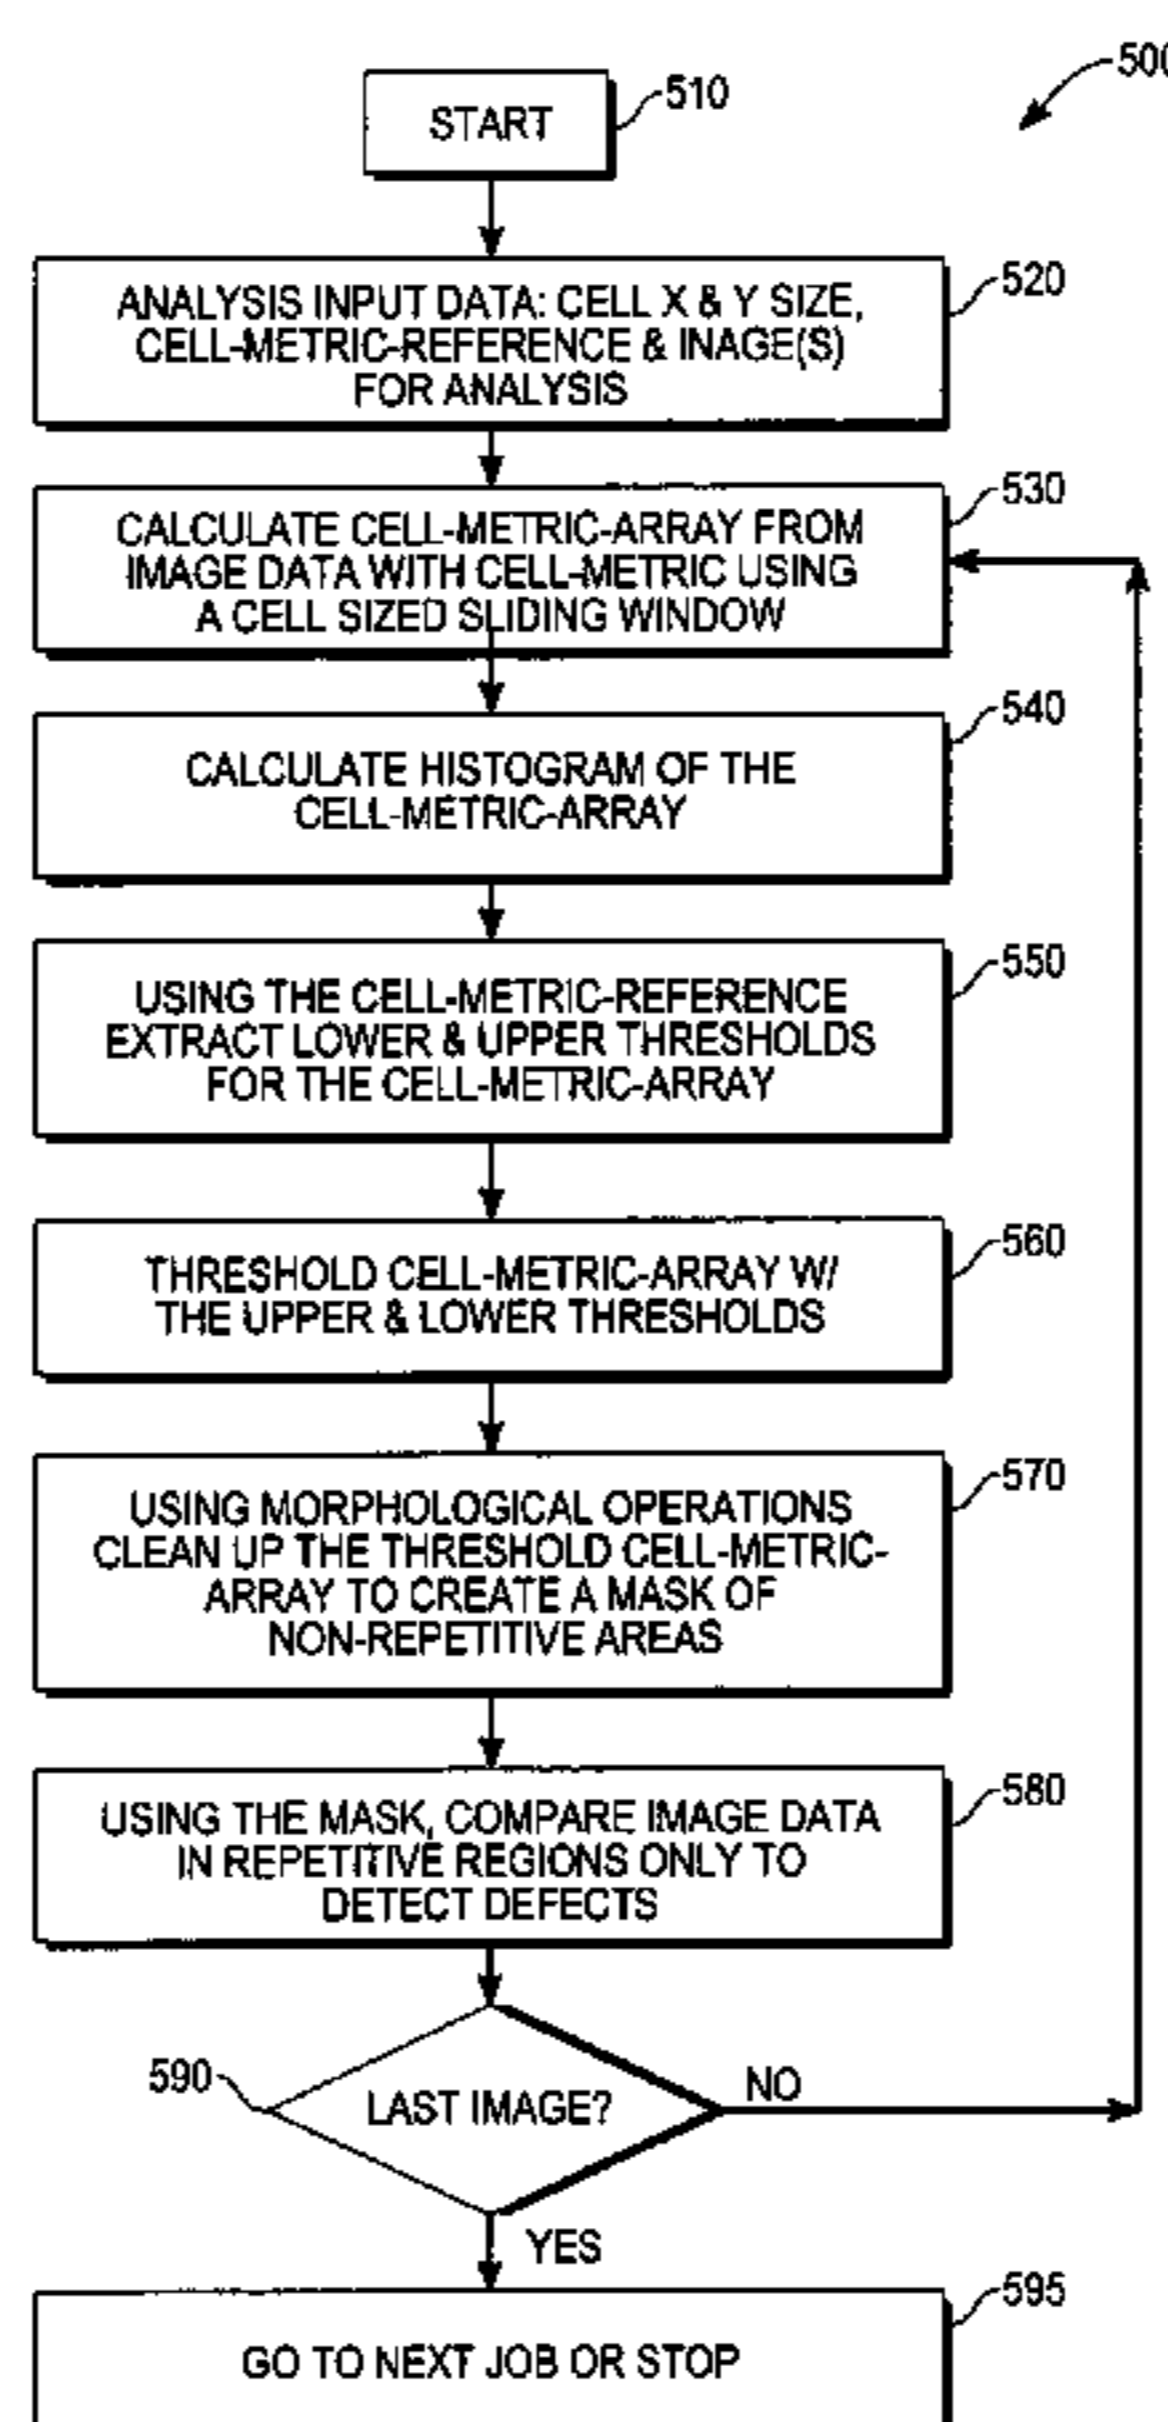 500
START
510
ANALYSIS INPUT DATA: CELL X & Y SIZE,
CELL-METRIC-REFERENCE & INAGE(S)
FOR ANALYSIS
520
CALCULATE CELL-METRIC-ARRAY FROM
IMAGE DATA WITH CELL-METRIC USING
A CELL SIZED SLIDING WINDOW
530
CALCULATE HISTOGRAM OF THE
CELL-METRIC-ARRAY
540
USING THE CELL-METRIC-REFERENCE
EXTRACT LOWER & UPPER THRESHOLDS
FOR THE CELL-METRIC-ARRAY
550
THRESHOLD CELL-METRIC-ARRAY W/
THE UPPER & LOWER THRESHOLDS
560
USING MORPHOLOGICAL OPERATIONS
CLEAN UP THE THRESHOLD CELL-METRIC-
ARRAY TO CREATE A MASK OF
NON-REPETITIVE AREAS
570
USING THE MASK, COMPARE IMAGE DATA
IN REPETITIVE REGIONS ONLY TO
DETECT DEFECTS
580
590
LAST IMAGE?
NO
YES
GO TO NEXT JOB OR STOP
595